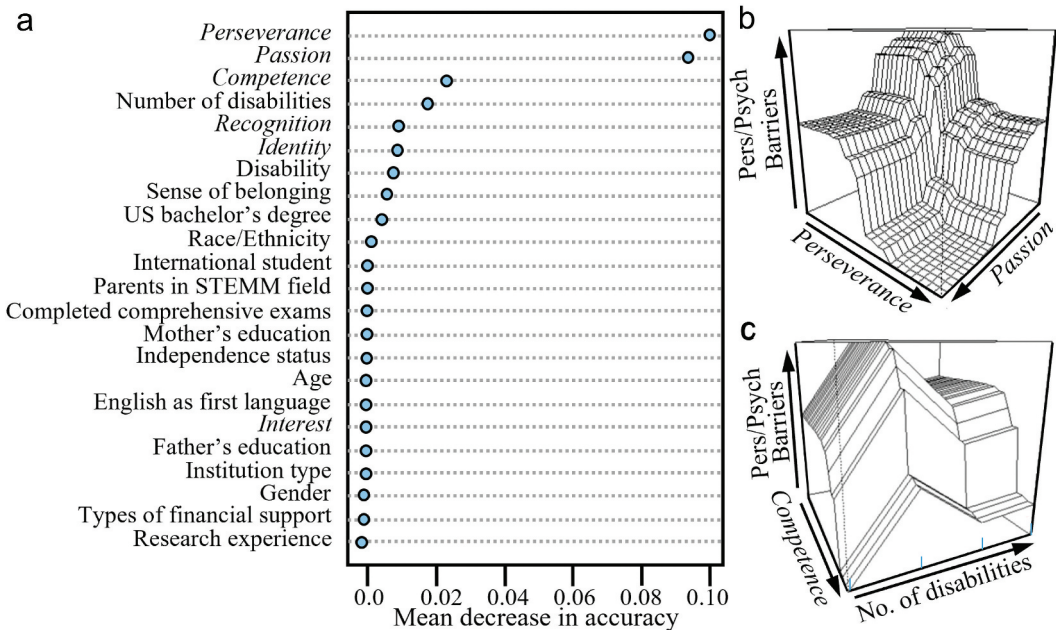 a
Perseverance
Passion
Competence
Number of disabilities
Recognition
Identity
Disability
Sense of belonging
US bachelor’s degree
Race/Ethnicity
International student
Parents in STEMM field
Completed comprehensive exams
Mother’s education
Independence status
Age
English as first language
Interest
Father’s education
Institution type
Gender
Types of financial support
Research experience
0.0 0.02 0.04 0.06 0.08 0.10
Mean decrease in accuracy
b
Pers/Psych
Barriers
Perseverance
Passion
c
Pers/Psych
Barriers
Competence
No. of disabilities